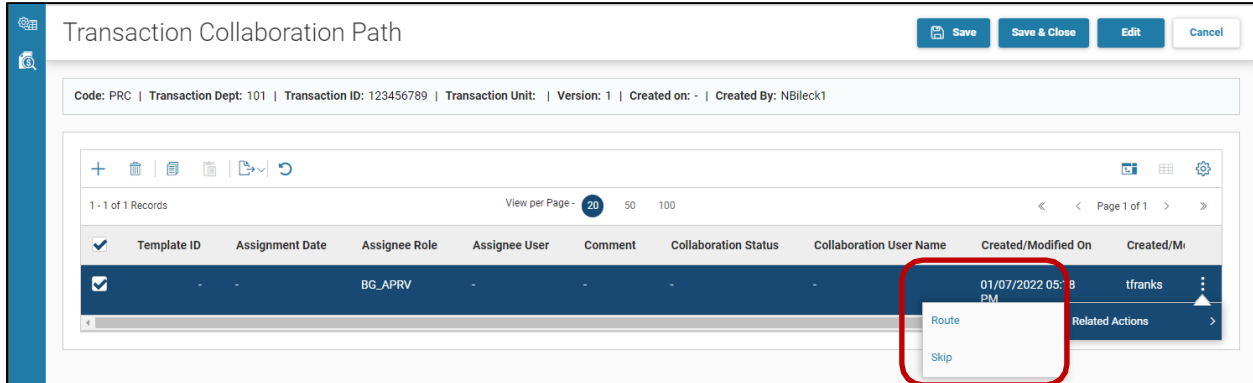 Transaction Collaboration Path
Save
Save & Close
Edit
Cancel
Code: PRC | Transaction Dept: 101 | Transaction ID: 123456789 | Transaction Unit: | Version: 1 | Created on: - | Created By: NBileck1
1 - 1 of 1 Records
View per Page - 20 50 100
Page 1 of 1
Template ID Assignment Date Assignee Role Assignee User Comment Collaboration Status Collaboration User Name Created/Modified On Created/Mo
- - BG_APRV - - - - 01/07/2022 05:18 tfranks
PM
Route
Related Actions
Skip